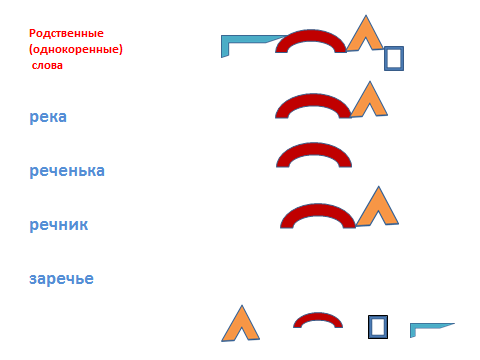 Родственные
(однокоренные)
слова
река
реченька
речник
заречье